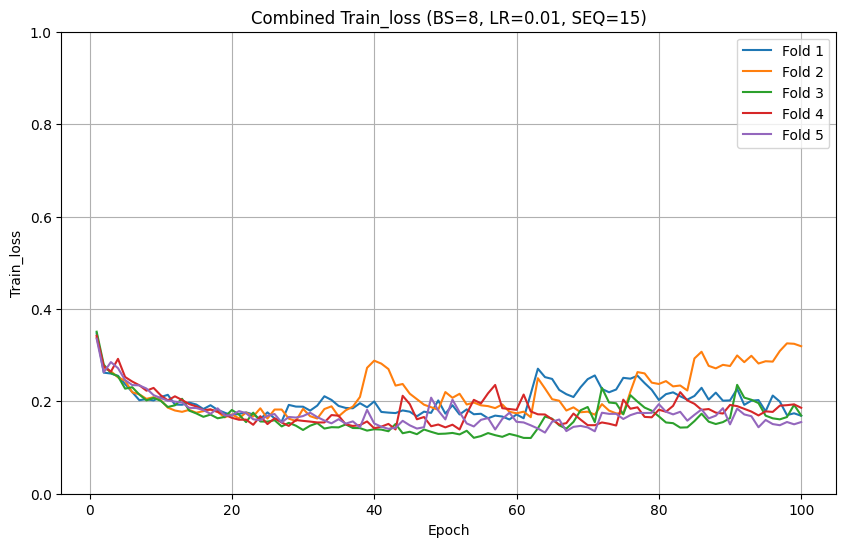 Combined Train_loss (BS=8, LR=0.01, SEQ=15)
Train_loss
1.0
0.8
0.6
0.4
0.2
0.0
Fold 1
Fold 2
Fold 3
Fold 4
Fold 5
0 20 40 60 80 100
Epoch